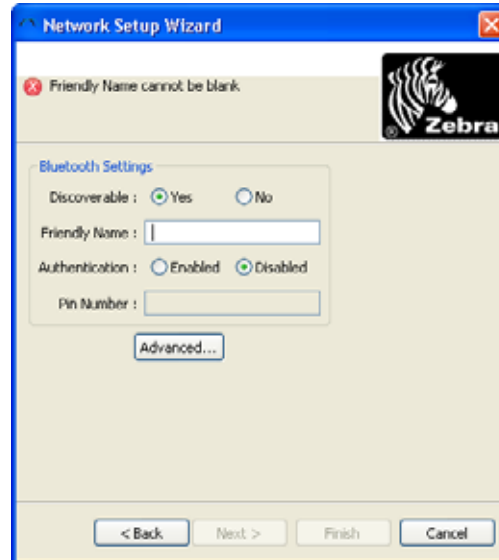 Network Setup Wizard
Friendly Name cannot be blank
® Zebra
Bluetooth Settings
Discoverable : Yes No
Friendly Name :
Authentication : Enabled Disabled
Pin Number :
Advanced...
< Back Next > Finish Cancel